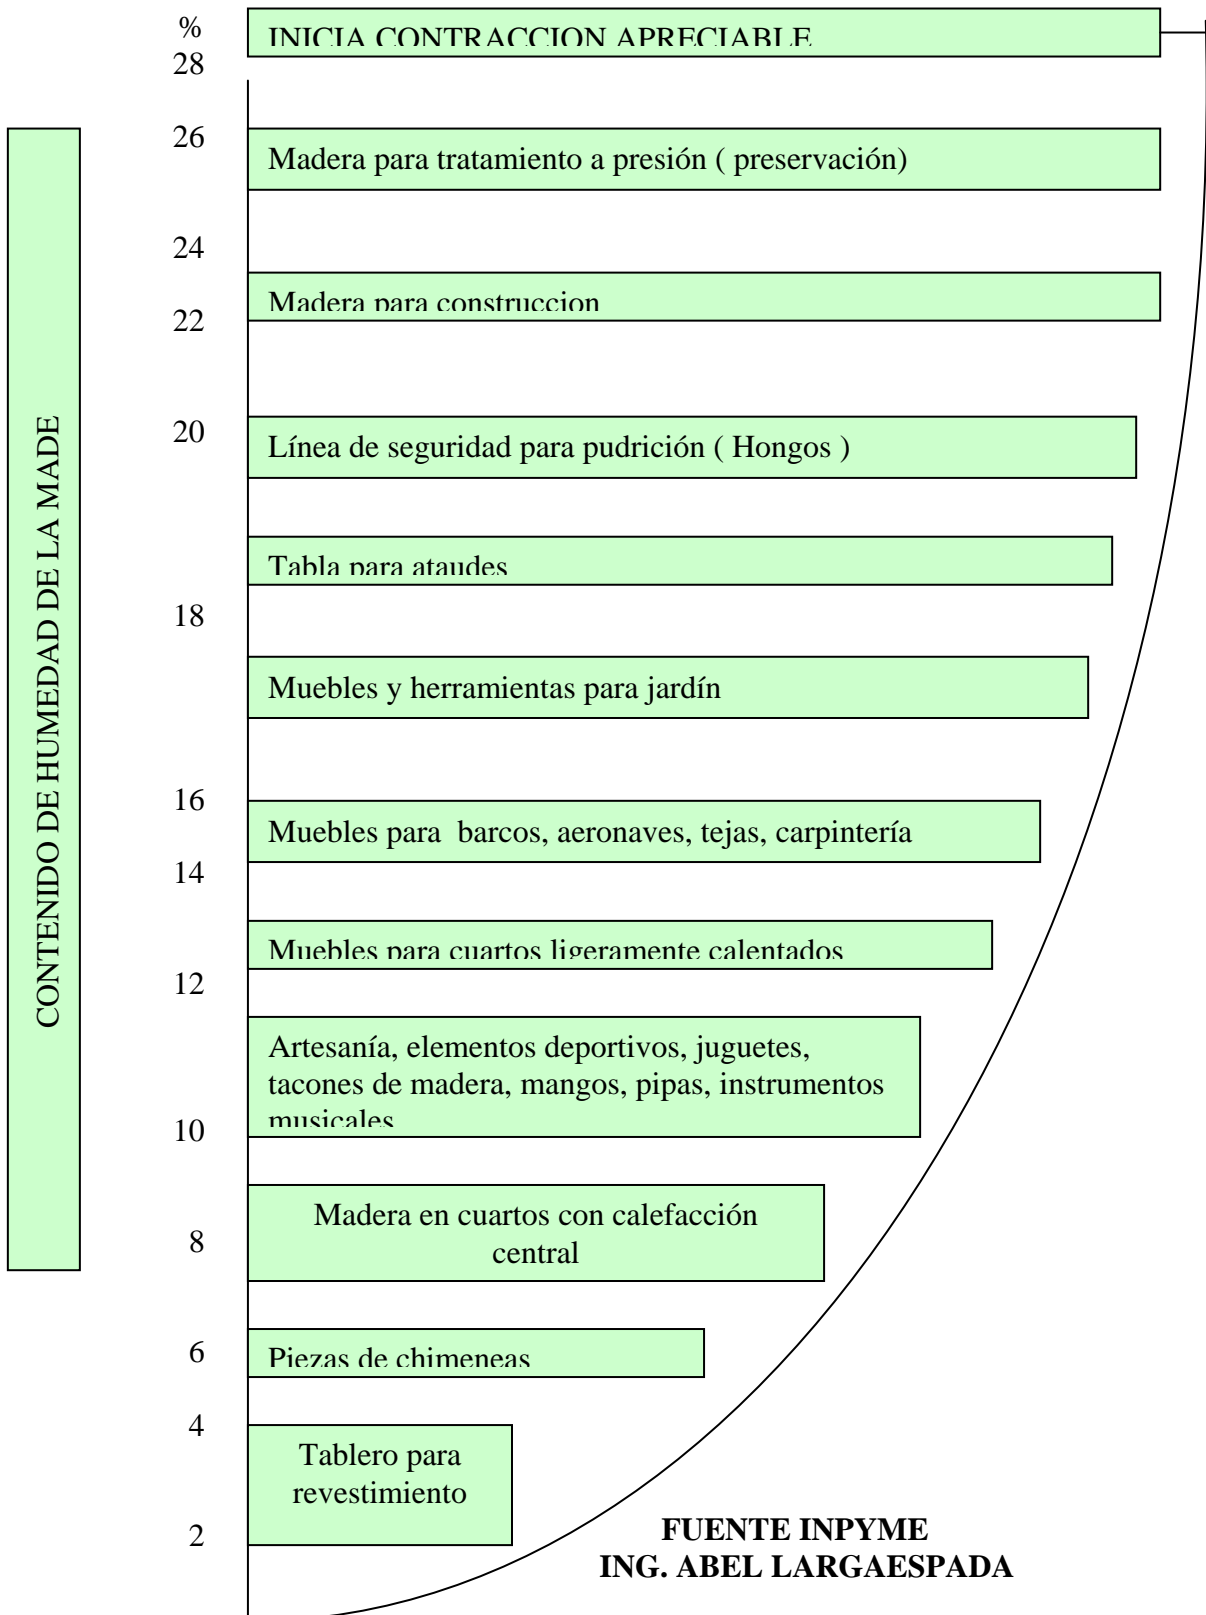 %
INICIA CONTRACCION APRECIABLE
28
26
Madera para tratamiento a presión ( preservación)
24
Madera para construccion
22
20
Línea de seguridad para pudrición ( Hongos )
Tabla para ataudes
18
Muebles y herramientas para jardín
16
Muebles para  barcos, aeronaves, tejas, carpintería
14
Muebles para cuartos ligeramente calentados
12
Artesanía, elementos deportivos, juguetes,
tacones de madera, mangos, pipas, instrumentos
musicales
10
Madera en cuartos con calefacción
central
8
6
Piezas de chimeneas
4
Tablero para
revestimiento
2
CONTENIDO DE HUMEDAD DE LA MADE
FUENTE INPYME
ING. ABEL LARGAESPADA